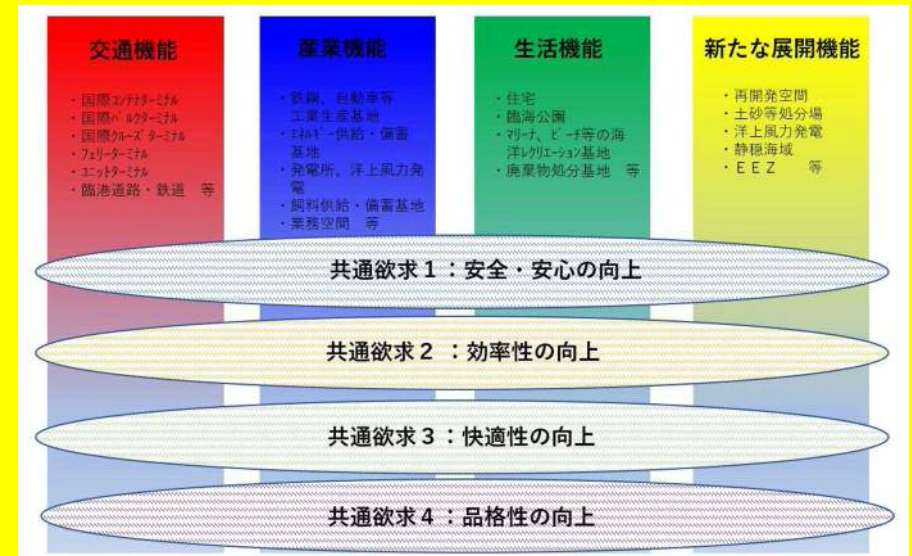 交通機能
・国際ｺﾝﾃﾅﾀｰﾐﾅﾙ
・国際ﾊﾞﾙｸﾀｰﾐﾅﾙ
・国際ｸﾙｰｽﾞﾀｰﾐﾅﾙ
・ﾌｪﾘｰﾀｰﾐﾅﾙ
・ﾕﾆｯﾄﾀｰﾐﾅﾙ
・臨港道路・鉄道　等
産業機能
・鉄鋼、自動車等
工業生産基地
・ｴﾈﾙｷﾞｰ供給・備蓄
基地
・発電所、洋上風力発
電
・飼料供給・備蓄基地
・業務空間　等
生活機能
・住宅
・臨海公園
・ﾏﾘｰﾅ、ﾋﾞｰﾁ等の海
洋ﾚｸﾘｴｰｼｮﾝ基地
・廃棄物処分基地　等
新たな展開機能
・再開発空間
・土砂等処分場
・洋上風力発電
・静穏海域
・ＥＥＺ　等
共通欲求１：安全・安心の向上
共通欲求２ ：効率性の向上
共通欲求３：快適性の向上
共通欲求４：品格性の向上